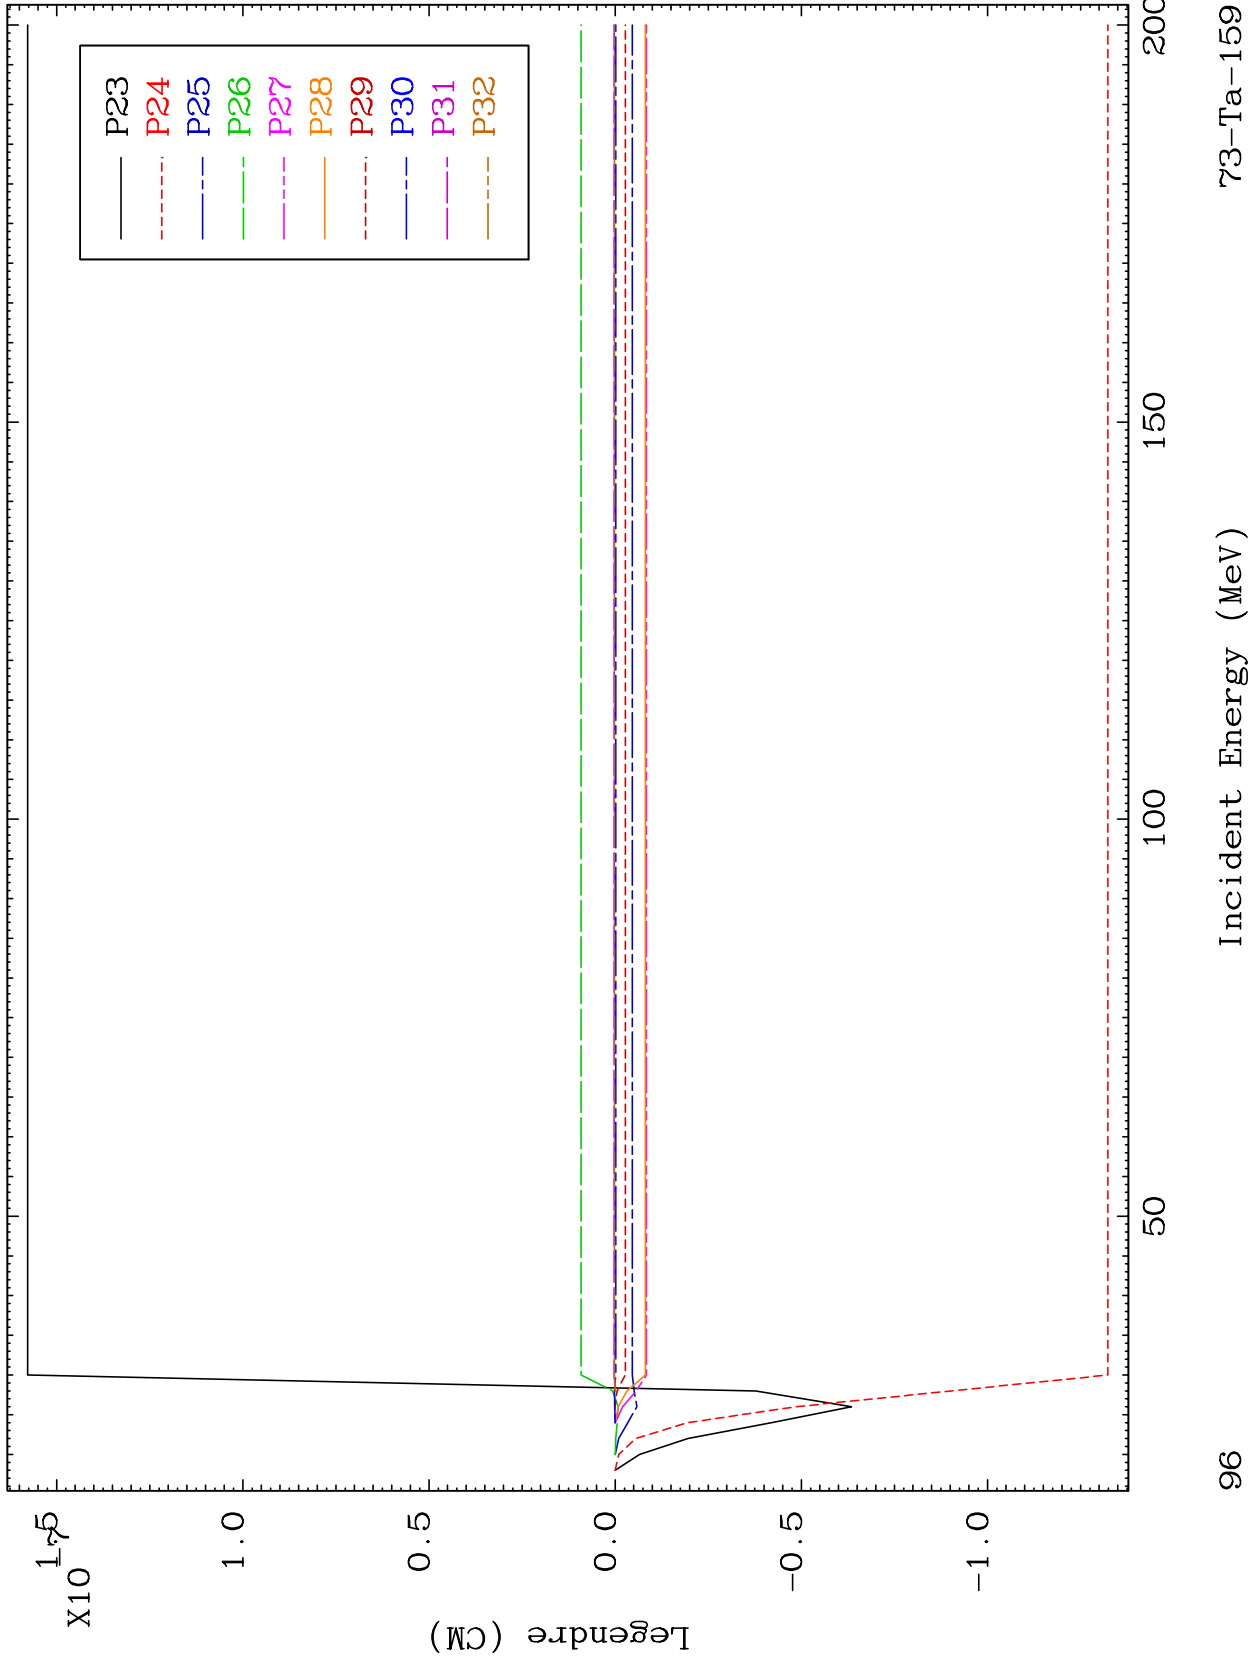 P23
P24
P25
P26
P27
P28
P29
P30
P31
P32
X10
-7
1.5
1.0
0.5
0.0
-0.5
-1.0
Legendre (CM)
50
100
150
200
Incident Energy (MeV)
96
73-Ta-159